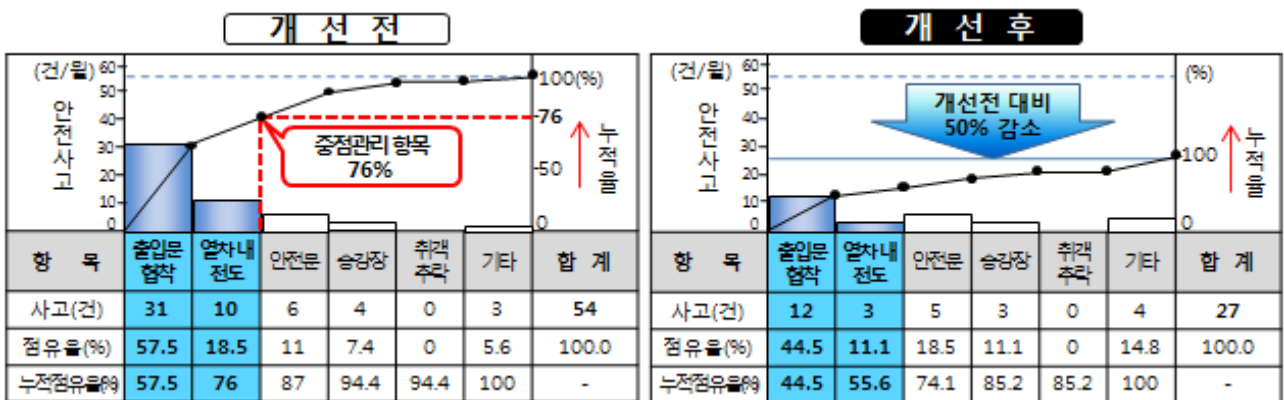 개 선 전
(건/월) 60
50
40
30
20
10
0
안전사고
100(%)
76
50
0
누적율
중점관리 항목
76%
항 목 출입문협착 열차내전도 안전문 승강장 취객추락 기타 합 계
사고(건) 31 10 6 4 0 3 54
점유율(%) 57.5 18.5 11 7.4 0 5.6 100.0
누적점유율(%) 57.5 76 87 94.4 94.4 100 -
개 선 후
(건/월) 60
50
40
30
20
10
0
안전사고
(%)
100
0
누적율
개선전 대비
50% 감소
항 목 출입문협착 열차내전도 안전문 승강장 취객추락 기타 합 계
사고(건) 12 3 5 3 0 4 27
점유율(%) 44.5 11.1 18.5 11.1 0 14.8 100.0
누적점유율(%) 44.5 55.6 74.1 85.2 85.2 100 -